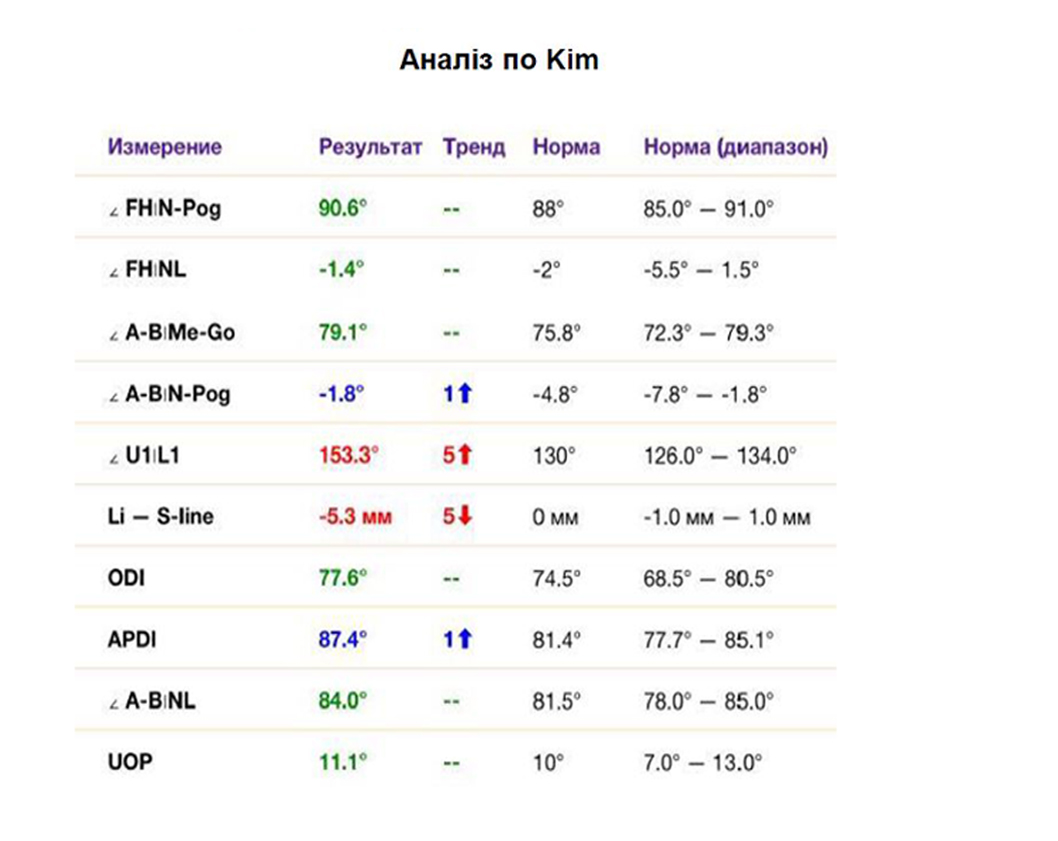 Аналіз по Kim
Измерение Результат Тренд Норма Норма (диапазон)
∠ FH|N-Pog 90.6° -- 88° 85.0° — 91.0°
∠ FH|NL -1.4° -- -2° -5.5° — 1.5°
∠ A-B|Me-Go 79.1° -- 75.8° 72.3° — 79.3°
∠ A-B|N-Pog -1.8° 1⬆ -4.8° -7.8° — -1.8°
∠ U1|L1 153.3° 5⬆ 130° 126.0° — 134.0°
Li — S-line -5.3 мм 5⬇ 0 мм -1.0 мм — 1.0 мм
ODI 77.6° -- 74.5° 68.5° — 80.5°
APDI 87.4° 1⬆ 81.4° 77.7° — 85.1°
∠ A-B|NL 84.0° -- 81.5° 78.0° — 85.0°
UOP 11.1° -- 10° 7.0° — 13.0°